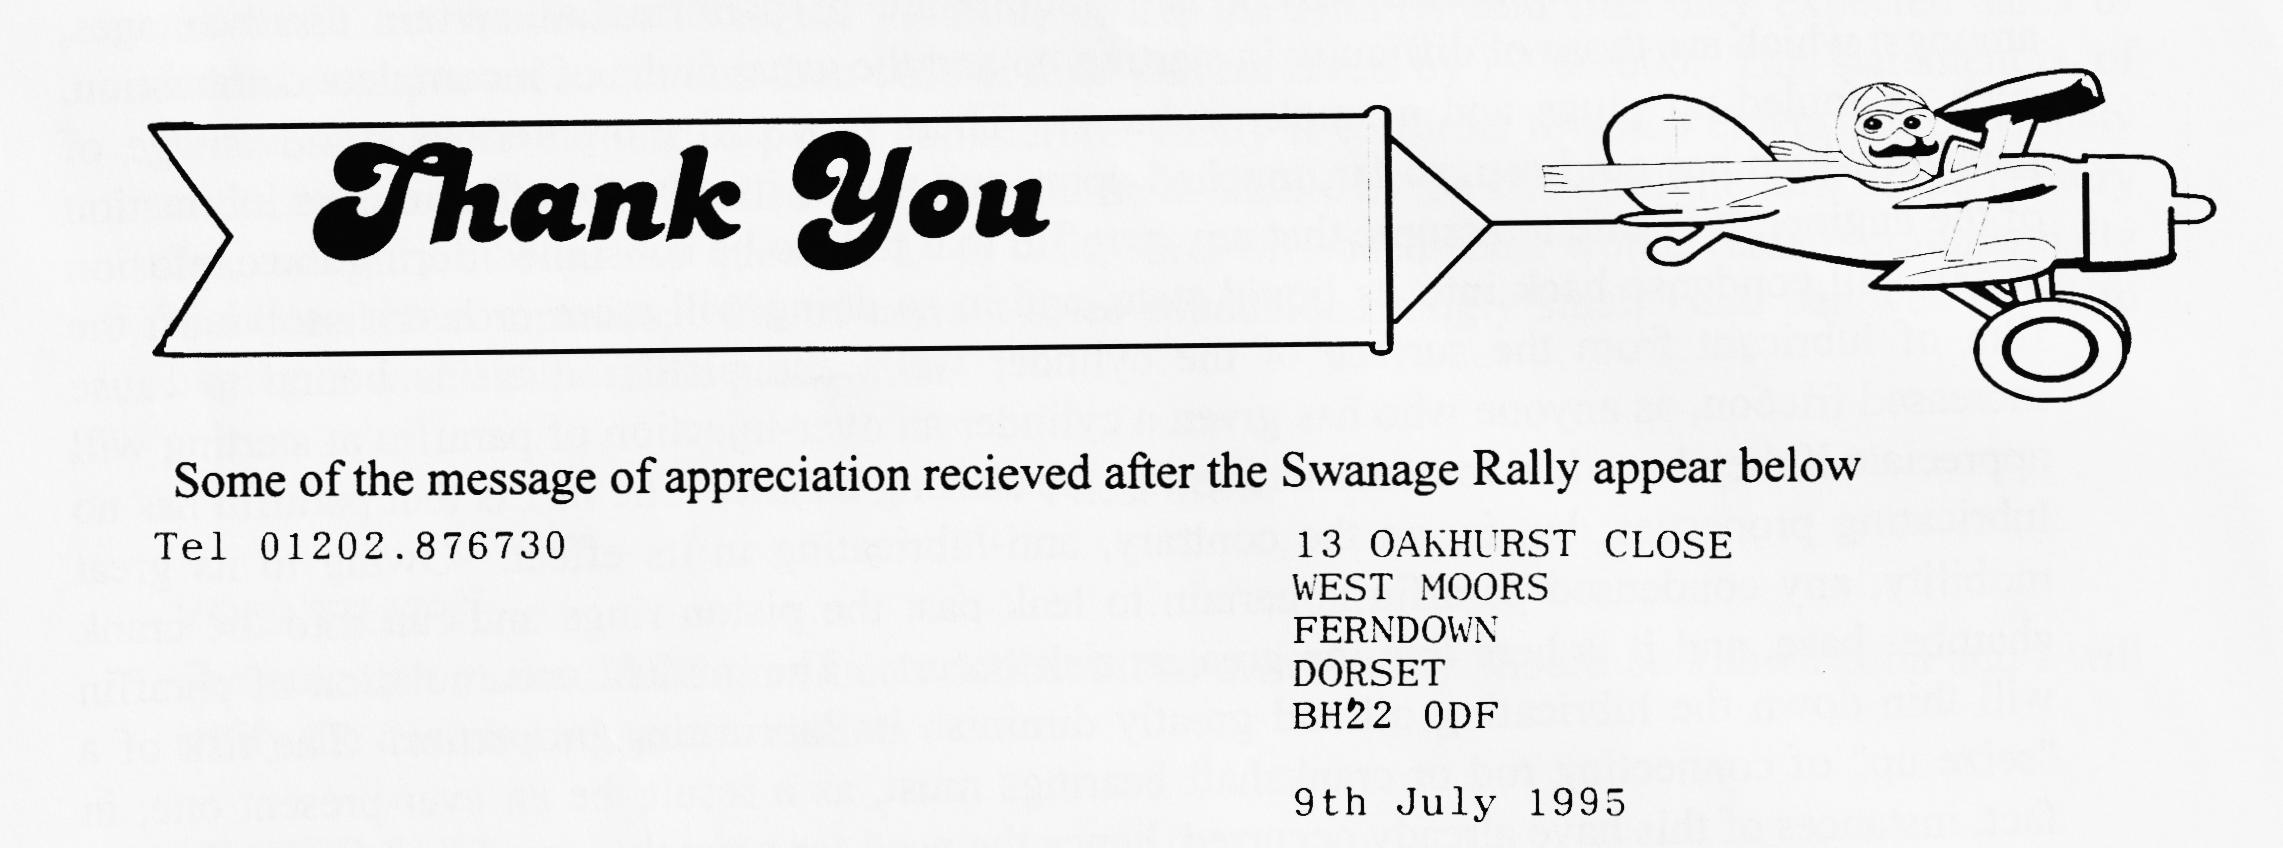 Thank You
Some of the message of appreciation recieved after the Swanage Rally appear below
Tel 01202.876730
13 OAKHURST CLOSE
WEST MOORS
FERNDOWN
DORSET
BH22 0DF
9th July 1995